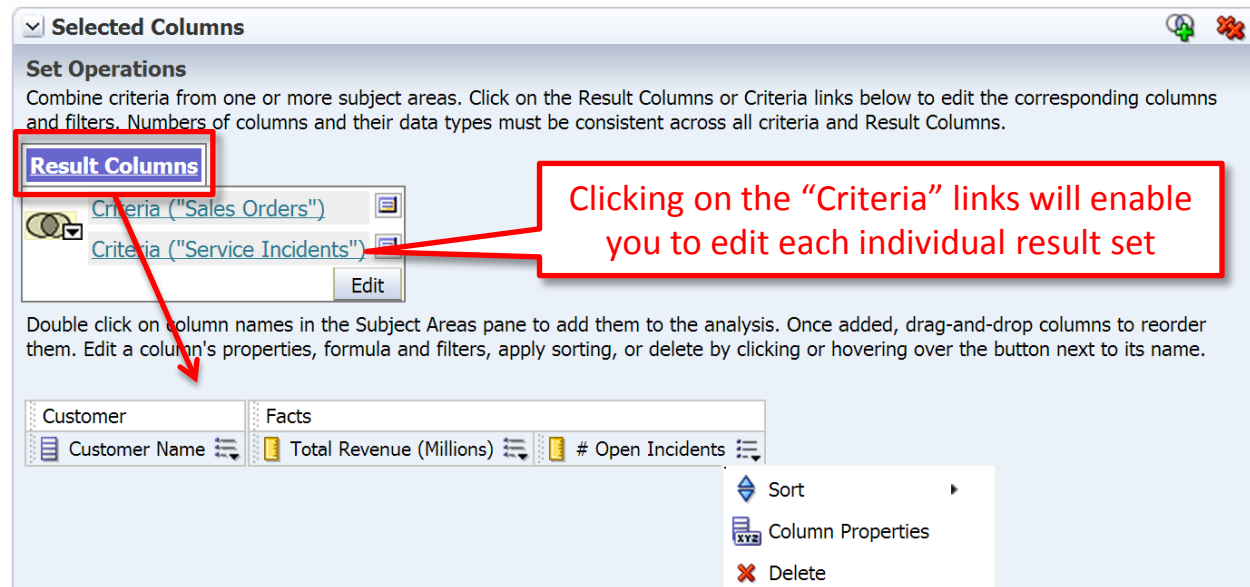 Selected Columns
Set Operations
Combine criteria from one or more subject areas. Click on the Result Columns or Criteria links below to edit the corresponding columns
and filters. Numbers of columns and their data types must be consistent across all criteria and Result Columns.
Result Columns
Criteria ("Sales Orders")
Criteria ("Service Incidents")
Edit
Clicking on the “Criteria” links will enable
you to edit each individual result set
Double click on column names in the Subject Areas pane to add them to the analysis. Once added, drag-and-drop columns to reorder
them. Edit a column's properties, formula and filters, apply sorting, or delete by clicking or hovering over the button next to its name.
Customer Facts
Customer Name Total Revenue (Millions) # Open Incidents
Sort
XYZ Column Properties
Delete